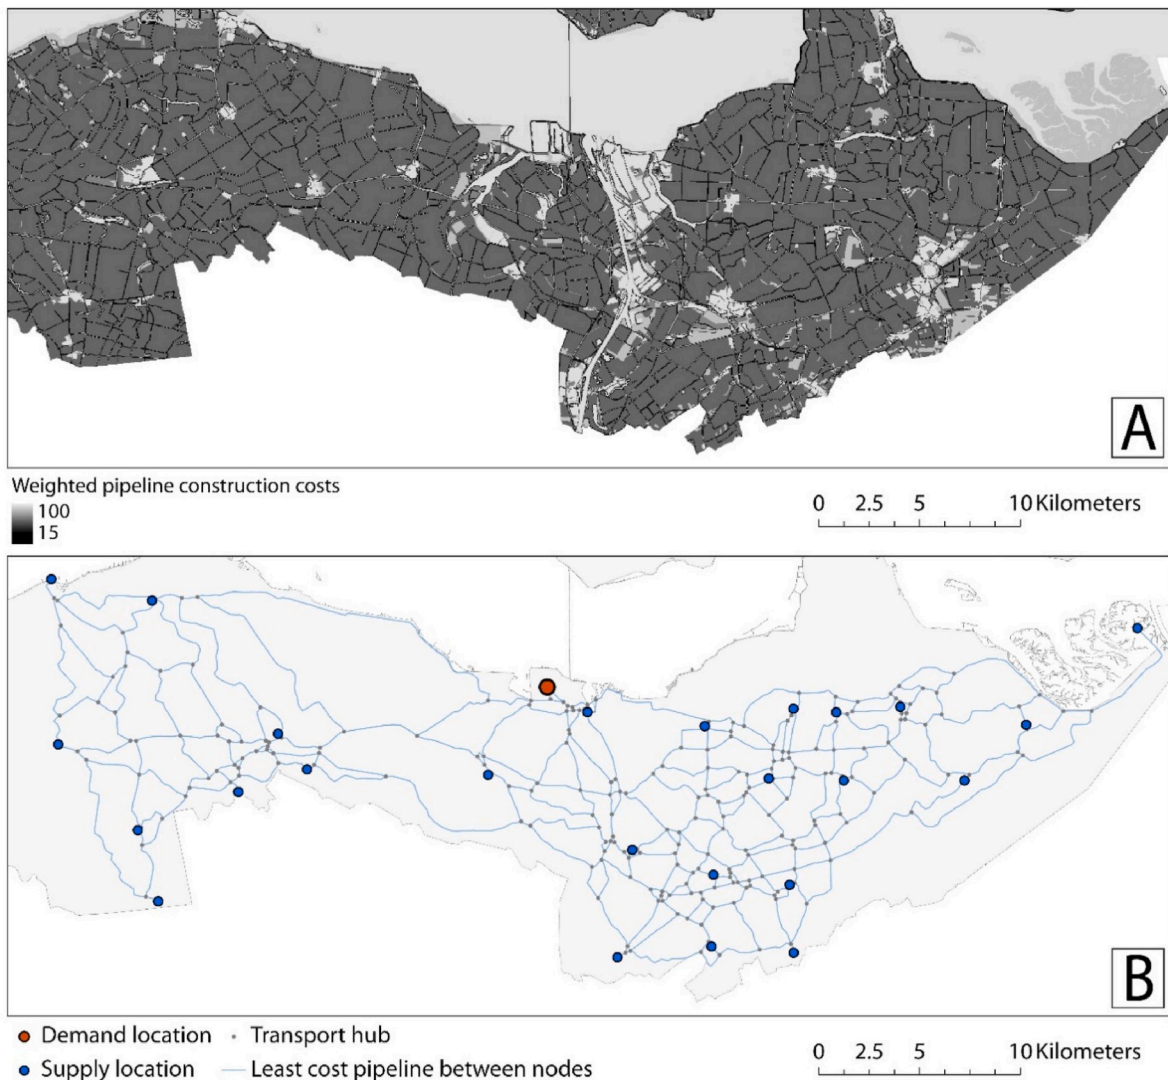 A
Weighted pipeline construction costs
100
15
0 2.5 5 10 Kilometers
B
Demand location
Transport hub
Supply location
Least cost pipeline between nodes
0 2.5 5 10 Kilometers